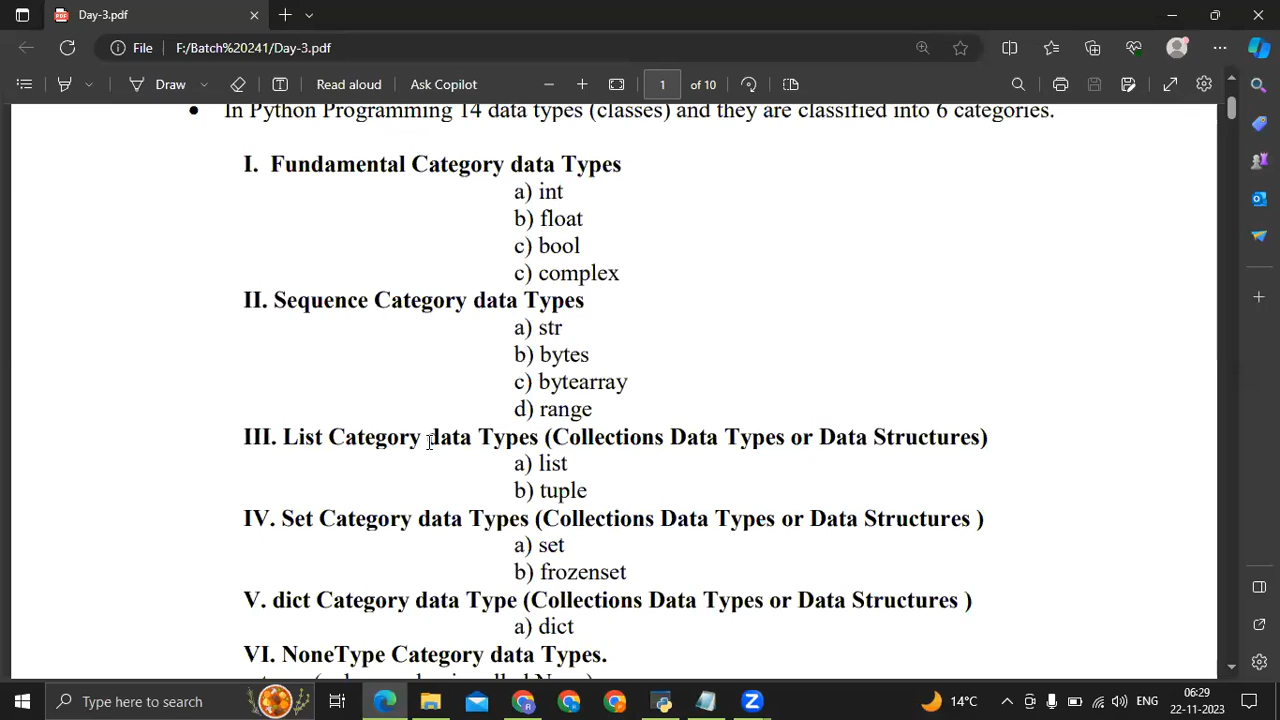 Day-3.pdf
File
F:/Batch%20241/Day-3.pdf
Draw
Read aloud
Ask Copilot
1
of 10
• In Python Programming 14 data types (classes) and they are classified into 6 categories.
I. Fundamental Category data Types
a) int
b) float
c) bool
c) complex
II. Sequence Category data Types
a) str
b) bytes
c) bytearray
d) range
III. List Category data Types (Collections Data Types or Data Structures)
a) list
b) tuple
IV. Set Category data Types (Collections Data Types or Data Structures )
a) set
b) frozenset
V. dict Category data Type (Collections Data Types or Data Structures )
a) dict
VI. NoneType Category data Types.
Type here to search
14°C
ENG
06:29
22-11-2023